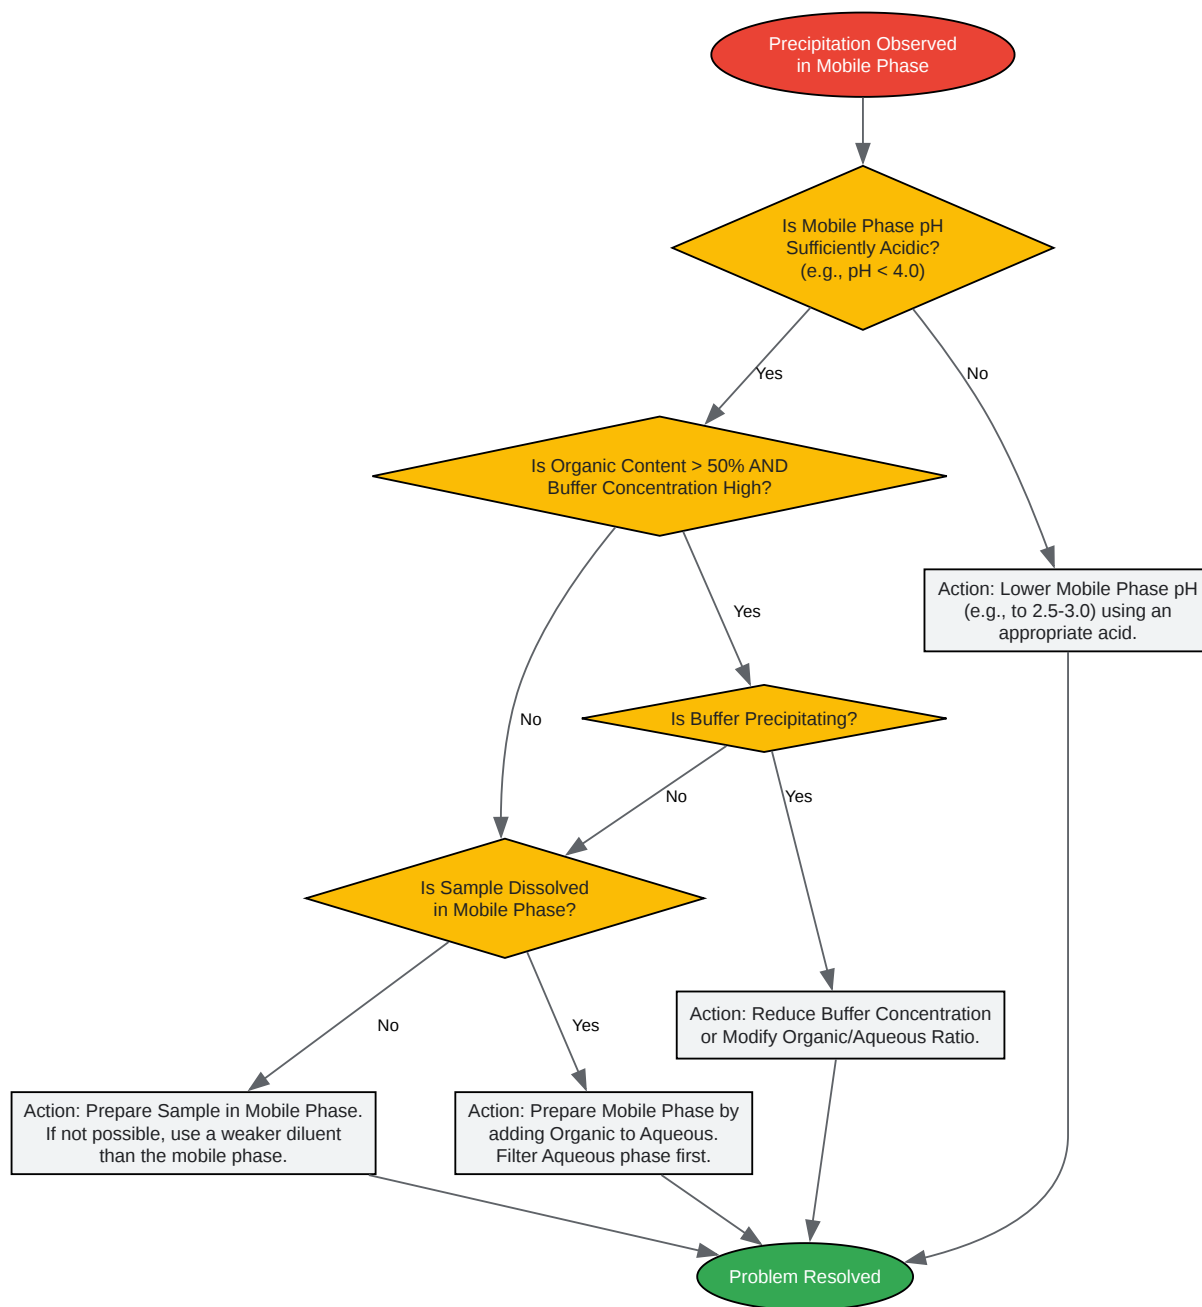 Precipitation Observed
in Mobile Phase
Is Mobile Phase pH
Sufficiently Acidic?
(e.g., pH < 4.0)
Yes
No
Is Organic Content > 50% AND
Buffer Concentration High?
Action: Lower Mobile Phase pH
(e.g., to 2.5-3.0) using an
appropriate acid.
Yes
No
Is Buffer Precipitating?
No
Yes
Is Sample Dissolved
in Mobile Phase?
Action: Reduce Buffer Concentration
or Modify Organic/Aqueous Ratio.
No
Yes
Action: Prepare Sample in Mobile Phase.
If not possible, use a weaker diluent
than the mobile phase.
Action: Prepare Mobile Phase by
adding Organic to Aqueous.
Filter Aqueous phase first.
Problem Resolved